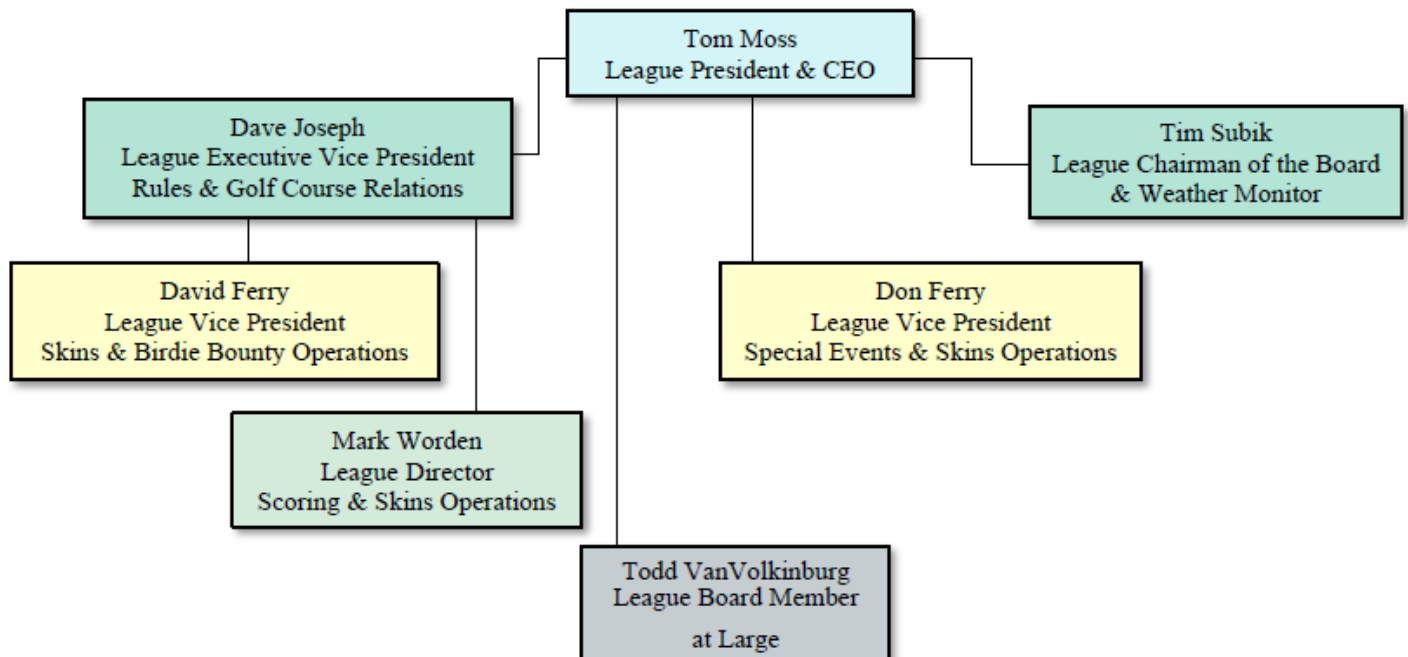 Tom Moss
League President & CEO
Dave Joseph
League Executive Vice President
Rules & Golf Course Relations
Tim Subik
League Chairman of the Board
& Weather Monitor
David Ferry
League Vice President
Skins & Birdie Bounty Operations
Don Ferry
League Vice President
Special Events & Skins Operations
Mark Worden
League Director
Scoring & Skins Operations
Todd VanVolkinburg
League Board Member
at Large